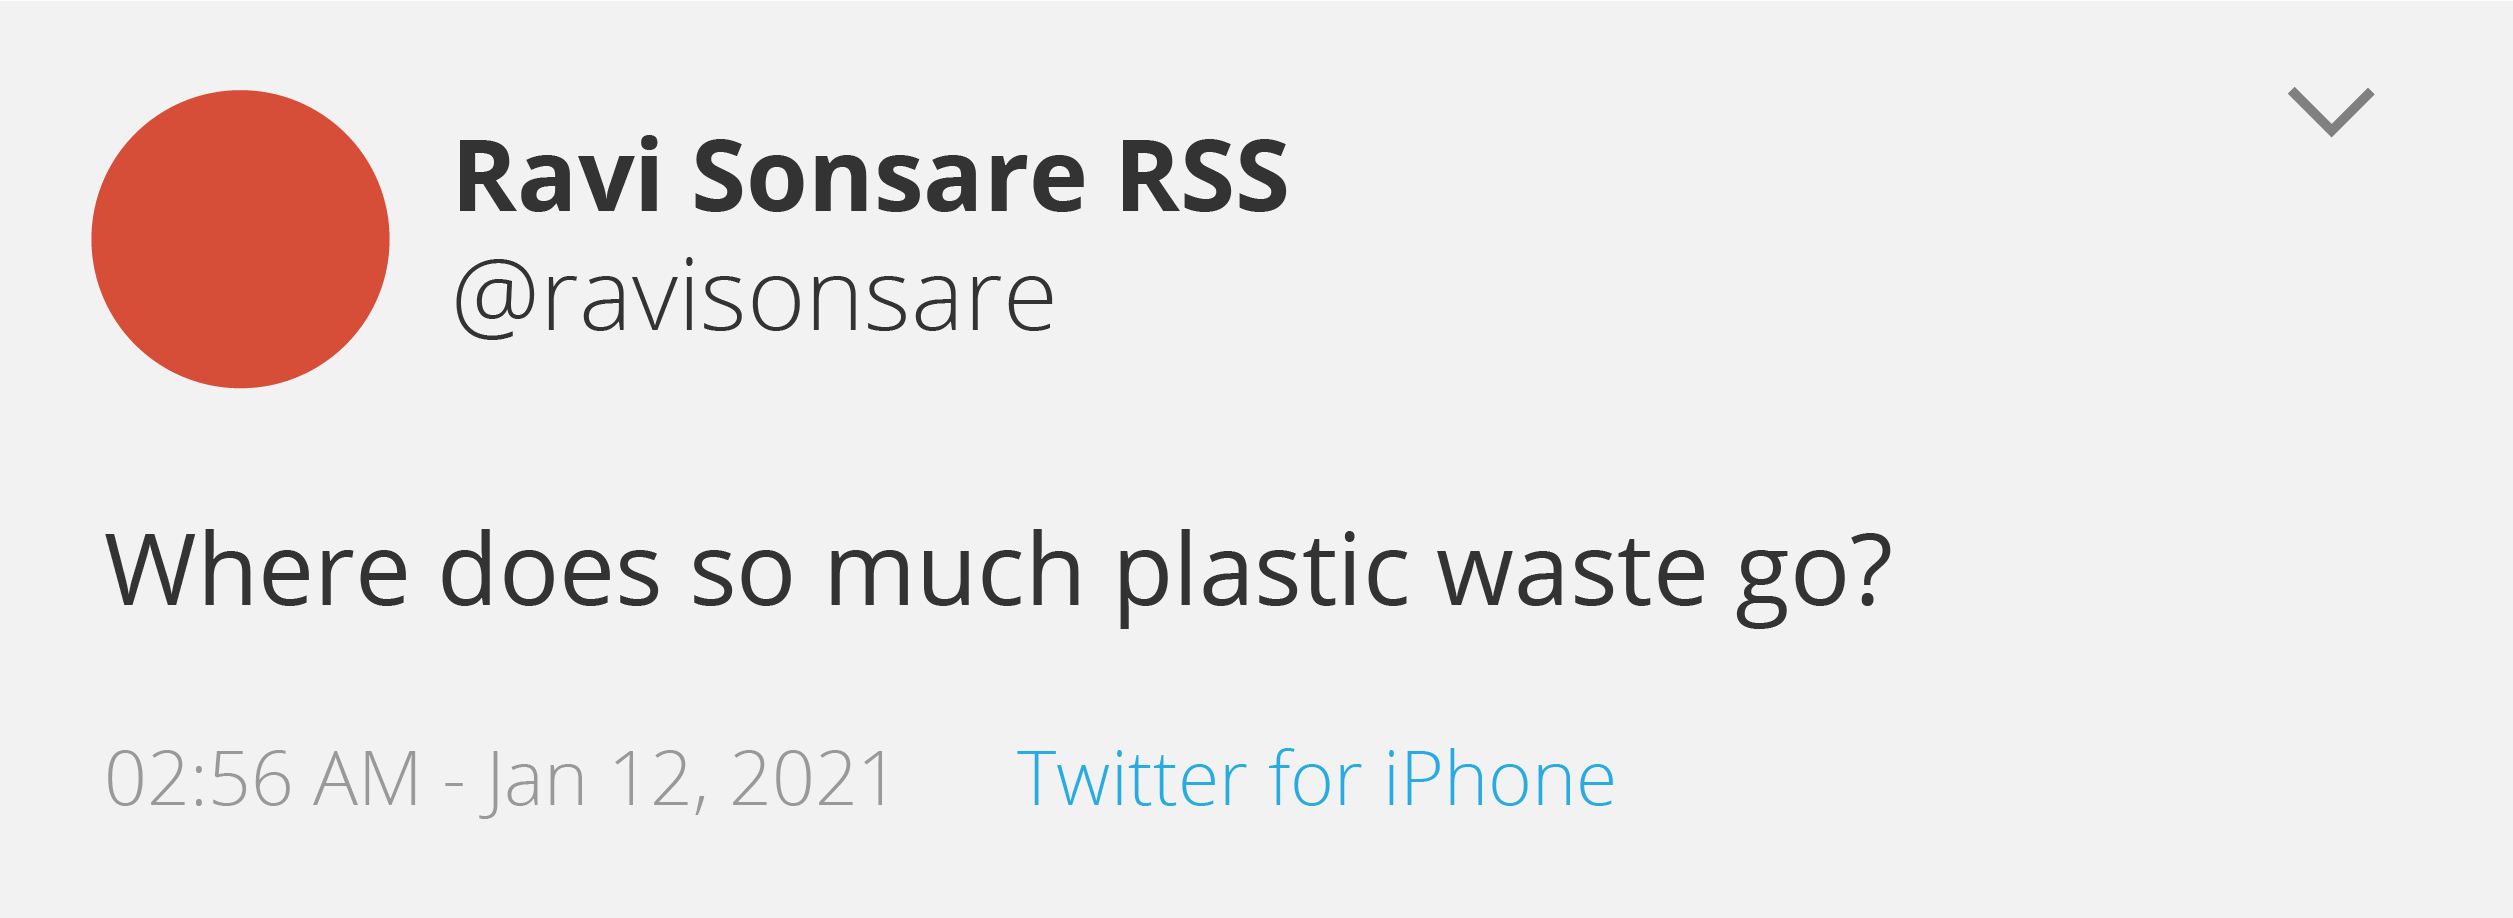 Ravi Sonsare RSS
@ravisonsare
Where does so much plastic waste go?
02:56 AM - Jan 12, 2021 Twitter for iPhone